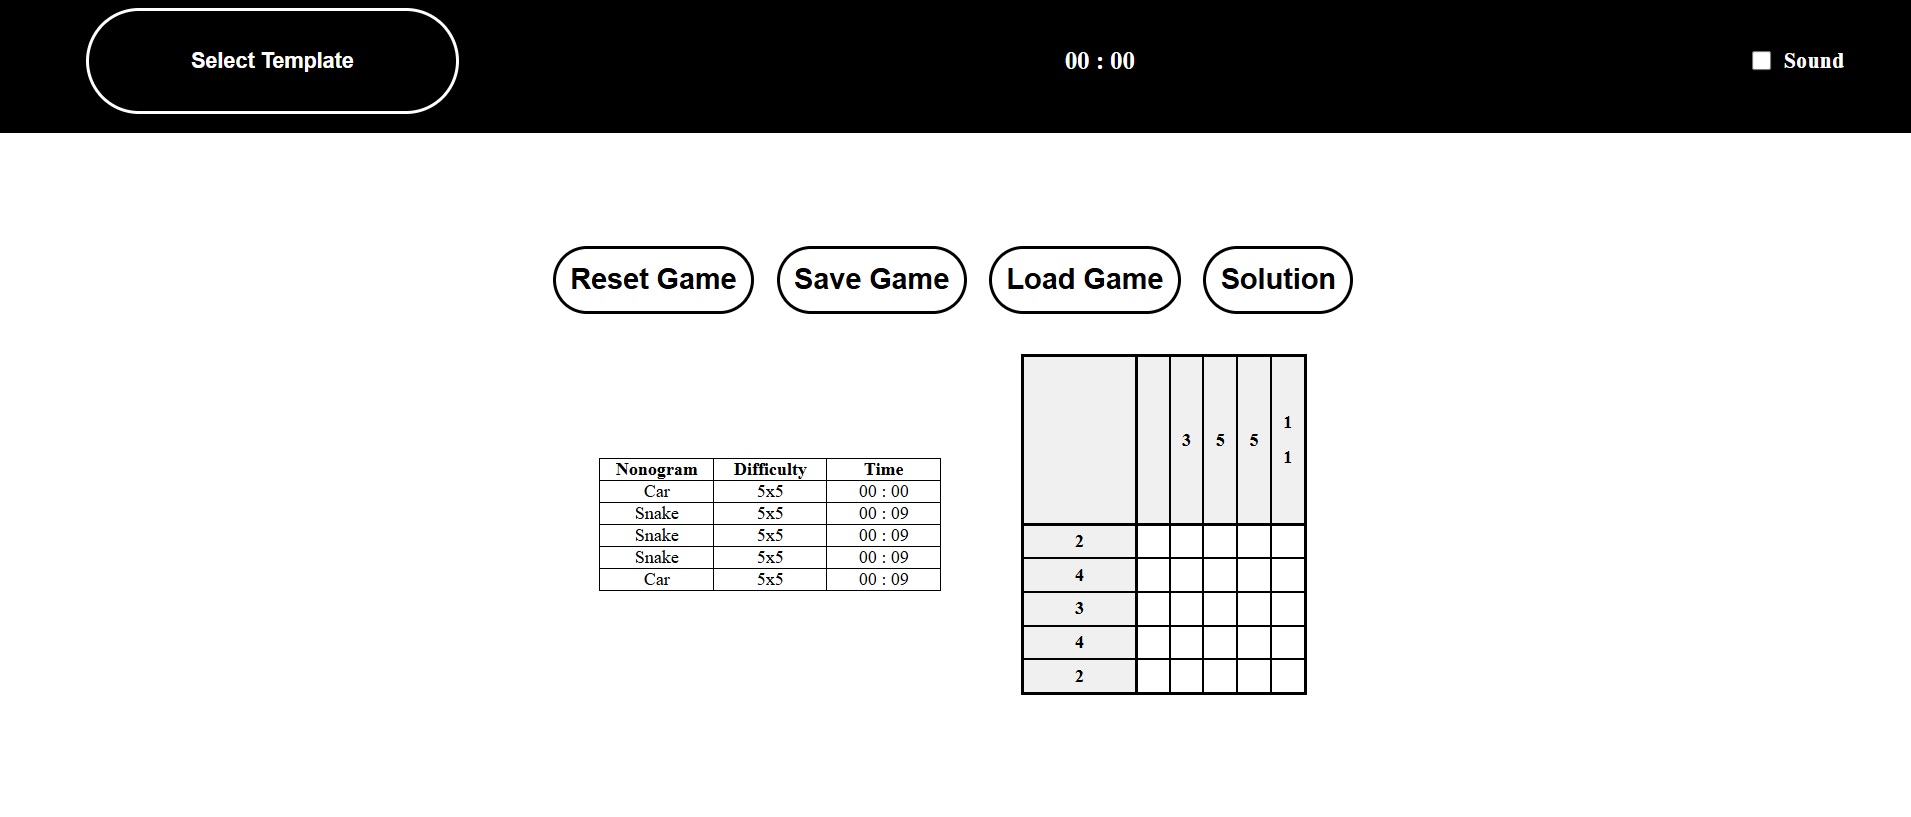 Select Template
00 : 00
Sound
Reset Game Save Game Load Game Solution
Nonogram Difficulty Time
Car 5x5 00 : 00
Snake 5x5 00 : 09
Snake 5x5 00 : 09
Snake 5x5 00 : 09
Car 5x5 00 : 09
1
3 5 5
1
2
4
3
4
2